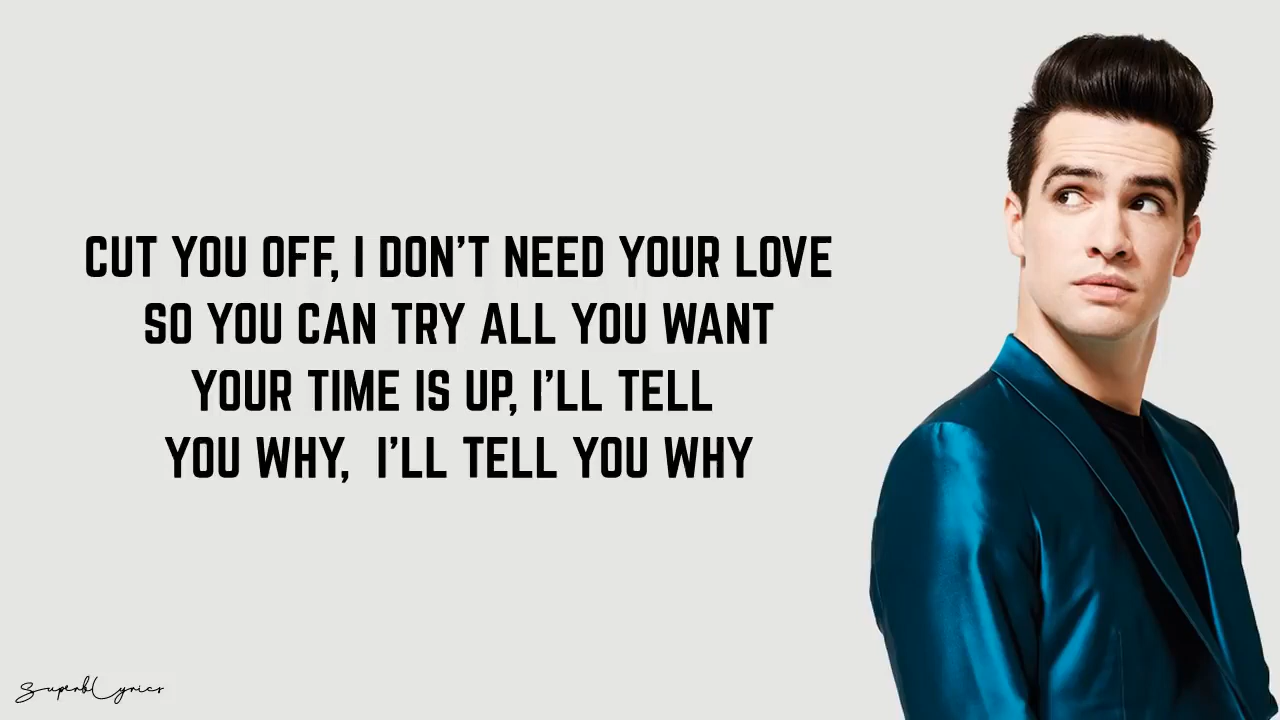 CUT YOU OFF, I DON'T NEED YOUR LOVE
SO YOU CAN TRY ALL YOU WANT
YOUR TIME IS UP, I'LL TELL
YOU WHY,  I'LL TELL YOU WHY
SuperbLyrics